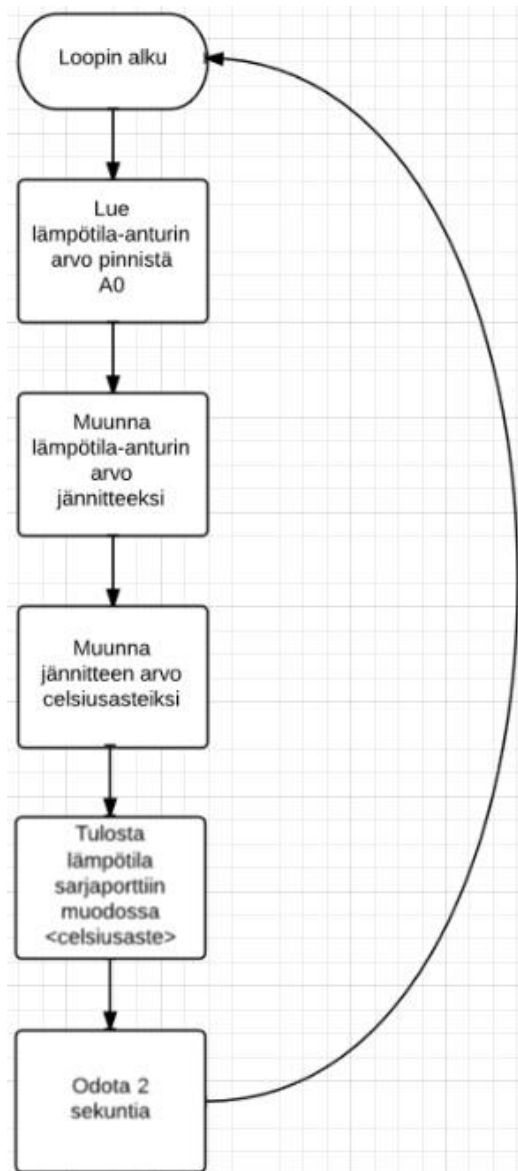 Loopin alku
Lue
lämpötila-anturin
arvo pinnistä
A0
Muunna
lämpötila-anturin
arvo
jännitteeksi
Muunna
jännitteen arvo
celsiusasteiksi
Tulosta
lämpötila
sarjaporttiin
muodossa
<celsiusaste>
Odota 2
sekuntia